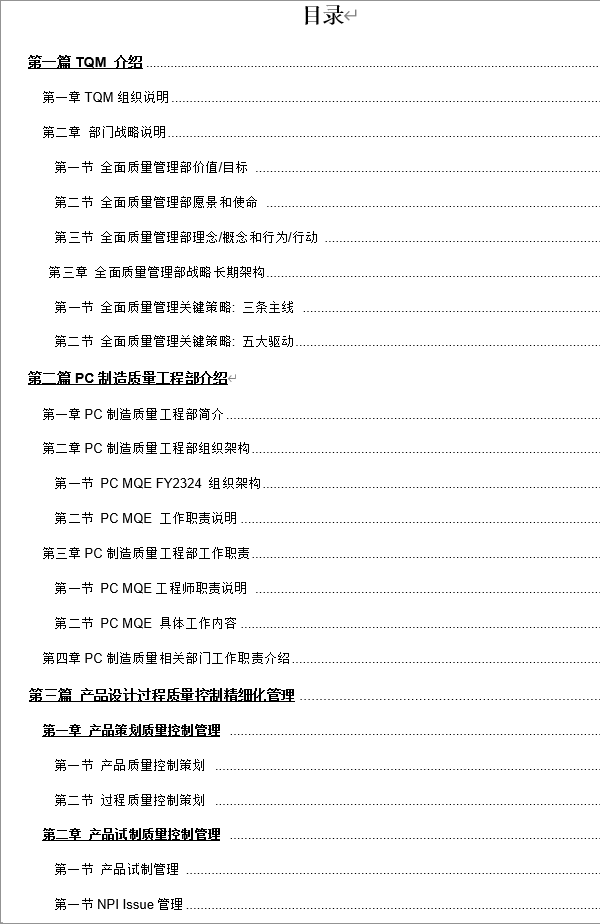 目录
第一篇 TQM 介绍
第一章 TQM 组织说明
第二章 部门战略说明
第一节 全面质量管理部价值/目标
第二节 全面质量管理部愿景和使命
第三节 全面质量管理部理念/概念和行为/行动
第三章 全面质量管理部战略长期架构
第一节 全面质量管理关键策略: 三条主线
第二节 全面质量管理关键策略: 五大驱动
第二篇 PC 制造质量工程部介绍
第一章 PC 制造质量工程部简介
第二章 PC 制造质量工程部组织架构
第一节 PC MQE FY2324 组织架构
第二节 PC MQE 工作职责说明
第三章 PC 制造质量工程部工作职责
第一节 PC MQE 工程师职责说明
第二节 PC MQE 具体工作内容
第四章 PC 制造质量相关部门工作职责介绍
第三篇 产品设计过程质量控制精细化管理
第一章 产品策划质量控制管理
第一节 产品质量控制策划
第二节 过程质量控制策划
第二章 产品试制质量控制管理
第一节 产品试制管理
第一节 NPI Issue 管理